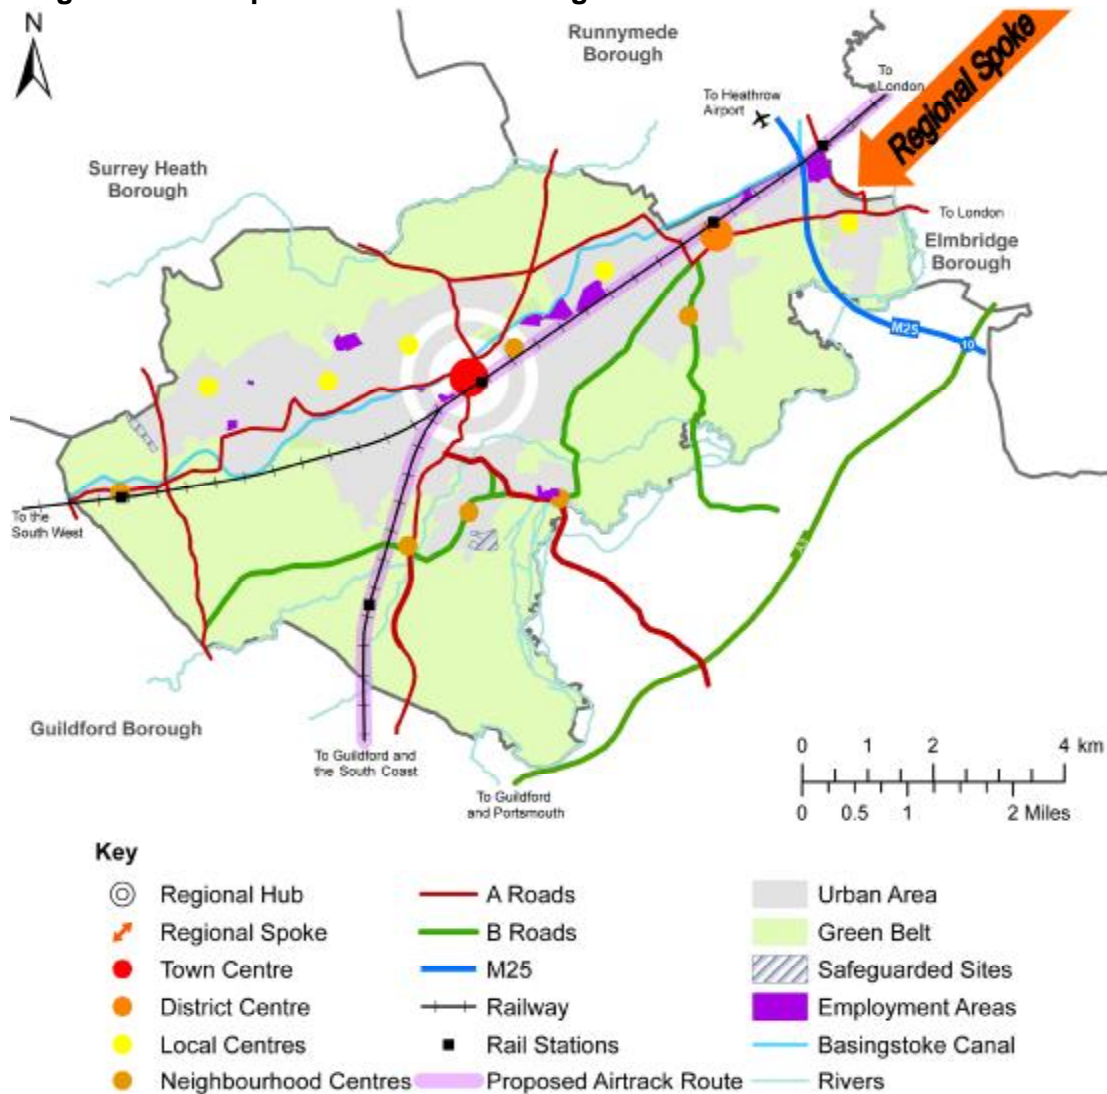 N
Runnymede
Borough
To
London
To Heathrow
Airport
Regional Spoke
Surrey Heath
Borough
To London
Elmbridge
Borough
M25
10
To the
South West
A3
Guildford Borough
To Guildford and
the South Coast
To Guildford
and Portsmouth
0 1 2 4 km
0 0.5 1 2 Miles
Key
Regional Hub
Regional Spoke
Town Centre
District Centre
Local Centres
Neighbourhood Centres
A Roads
B Roads
M25
Railway
Rail Stations
Proposed Airtrack Route
Urban Area
Green Belt
Safeguarded Sites
Employment Areas
Basingstoke Canal
Rivers